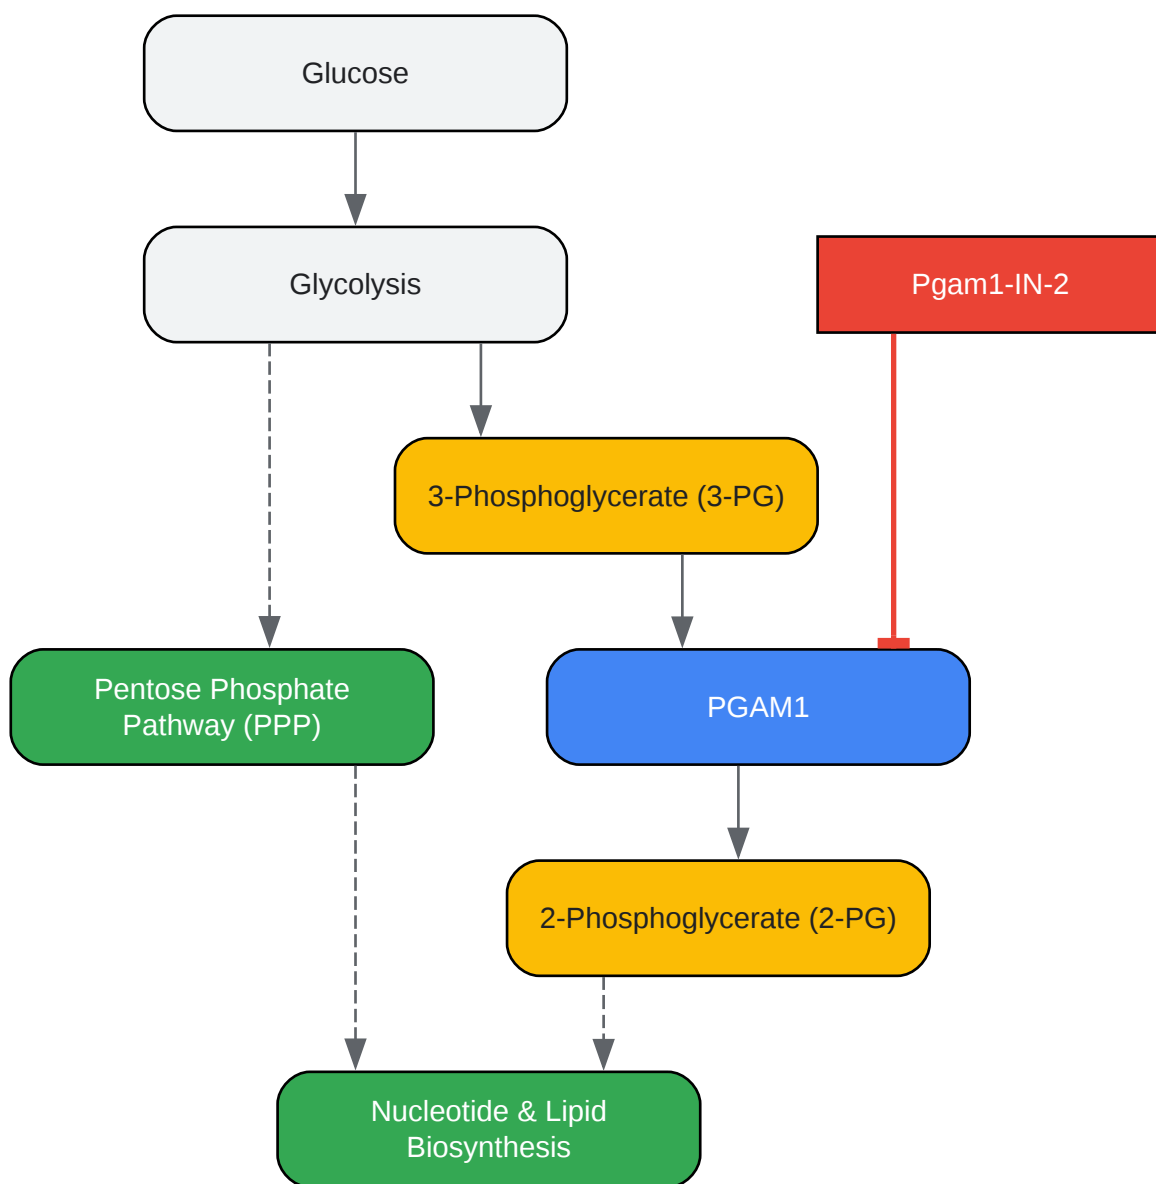 Glucose
Glycolysis
Pgam1-IN-2
3-Phosphoglycerate (3-PG)
Pentose Phosphate
Pathway (PPP)
PGAM1
2-Phosphoglycerate (2-PG)
Nucleotide & Lipid
Biosynthesis